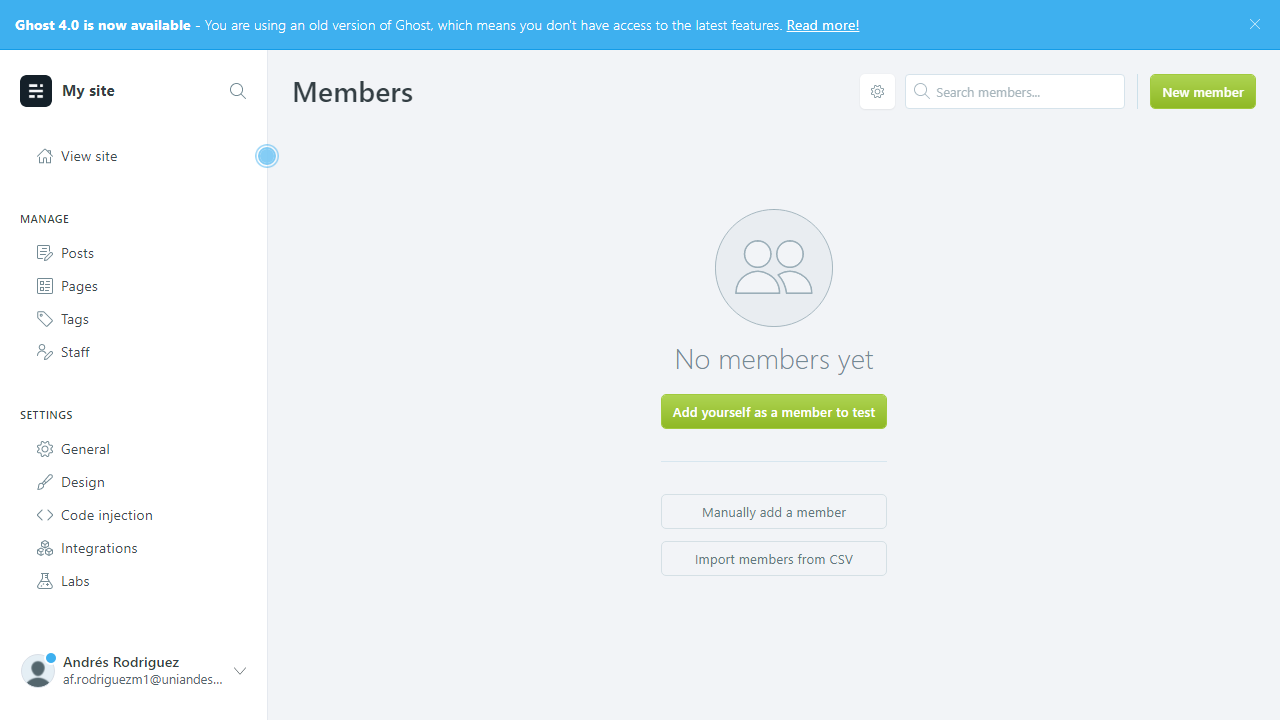 Ghost 4.0 is now available - You are using an old version of Ghost, which means you don't have access to the latest features. Read more!
My site
View site
MANAGE
Posts
Pages
Tags
Staff
SETTINGS
General
Design
Code injection
Integrations
Labs
Andrés Rodriguez
af.rodriguezm1@uniandes...
Members
Search members...
New member
No members yet
Add yourself as a member to test
Manually add a member
Import members from CSV